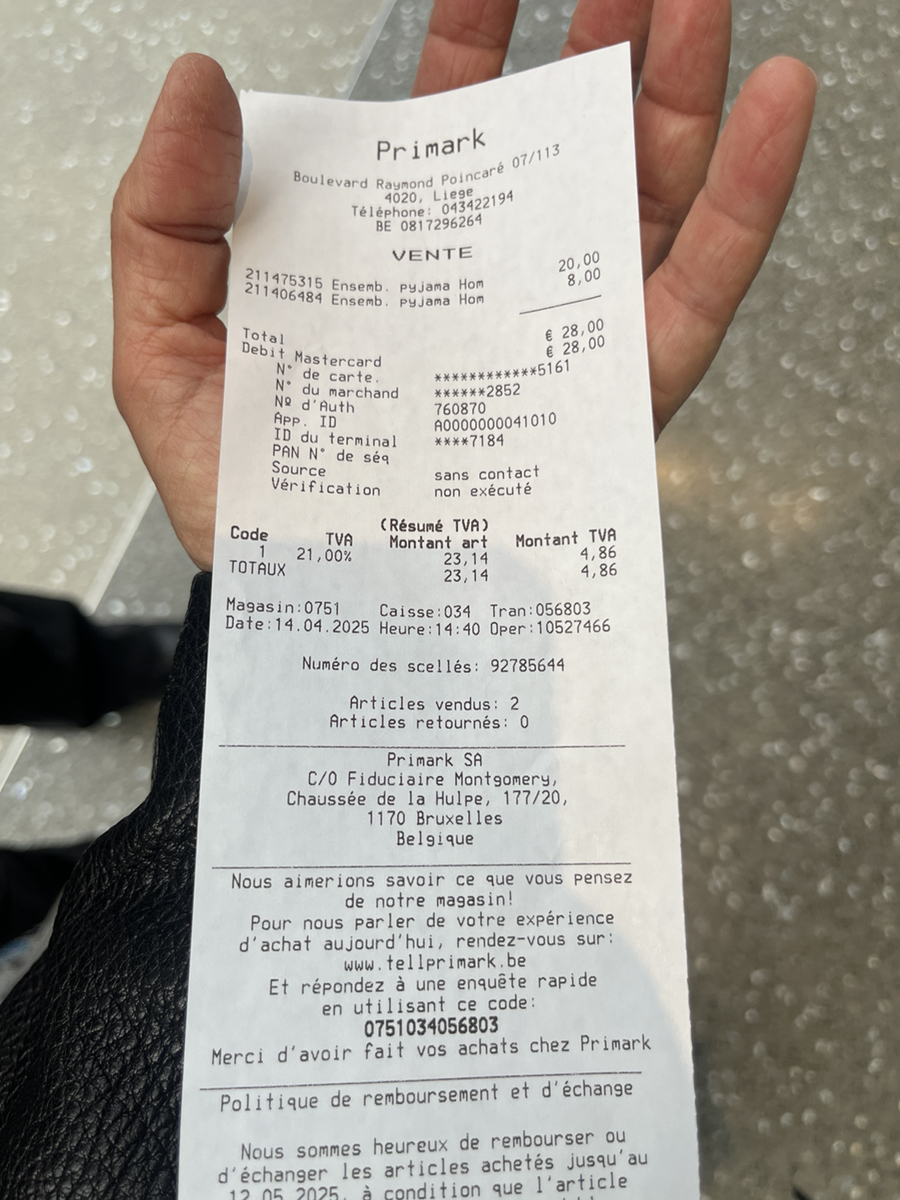 Primark
Boulevard Raymond Poincaré 07/113
4020, Liege
Téléphone: 043422194
BE 0817296264
VENTE
211475315 Ensemb. pyjama Hom 20,00
211406484 Ensemb. pyjama Hom 8,00
Total € 28,00
Debit Mastercard € 28,00
N° de carte. ************5161
N° du marchand ******2852
Nº d'Auth 760870
App. ID A0000000041010
ID du terminal ****7184
PAN N° de séq
Source sans contact
Vérification non exécuté
(Résumé TVA)
Code TVA Montant art Montant TVA
1 21,00% 23,14 4,86
TOTAUX 23,14 4,86
Magasin:0751 Caisse:034 Tran:056803
Date:14.04.2025 Heure:14:40 Oper:10527466
Numéro des scellés: 92785644
Articles vendus: 2
Articles retournés: 0
Primark SA
C/O Fiduciaire Montgomery,
Chaussée de la Hulpe, 177/20,
1170 Bruxelles
Belgique
Nous aimerions savoir ce que vous pensez
de notre magasin!
Pour nous parler de votre expérience
d'achat aujourd'hui, rendez-vous sur:
www.tellprimark.be
Et répondez à une enquête rapide
en utilisant ce code:
0751034056803
Merci d'avoir fait vos achats chez Primark
Politique de remboursement et d'échange
Nous sommes heureux de rembourser ou
d'échanger les articles achetés jusqu'au
12.05.2025, à condition que l'article